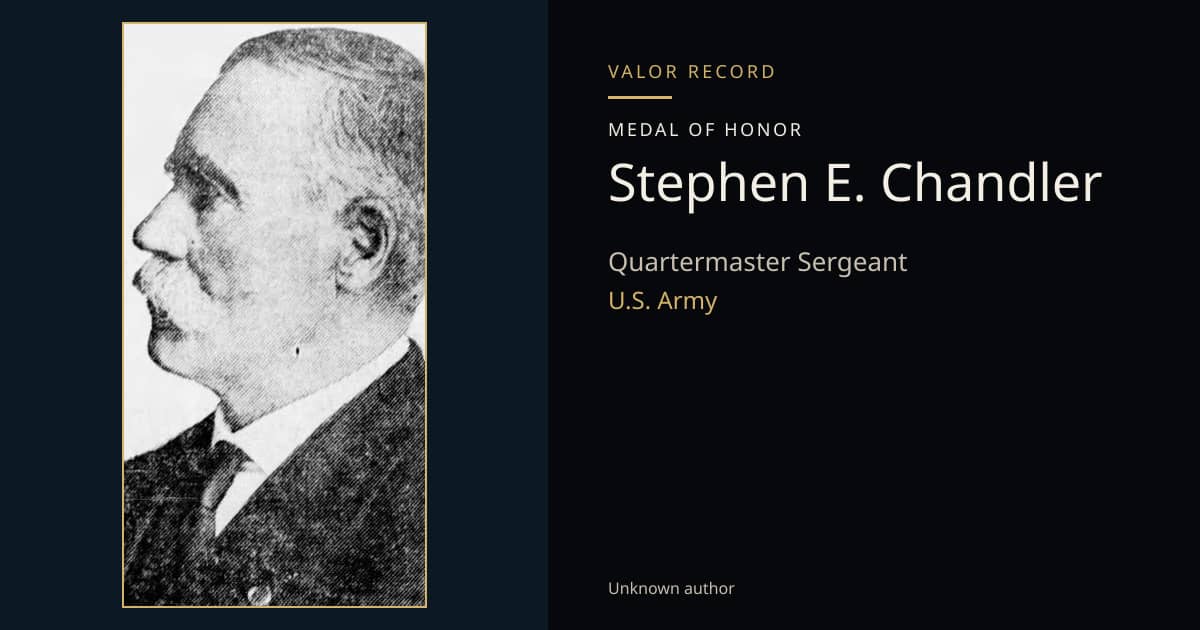 VALOR RECORD
MEDAL OF HONOR
Stephen E. Chandler
Quartermaster Sergeant
U.S. Army
Unknown author